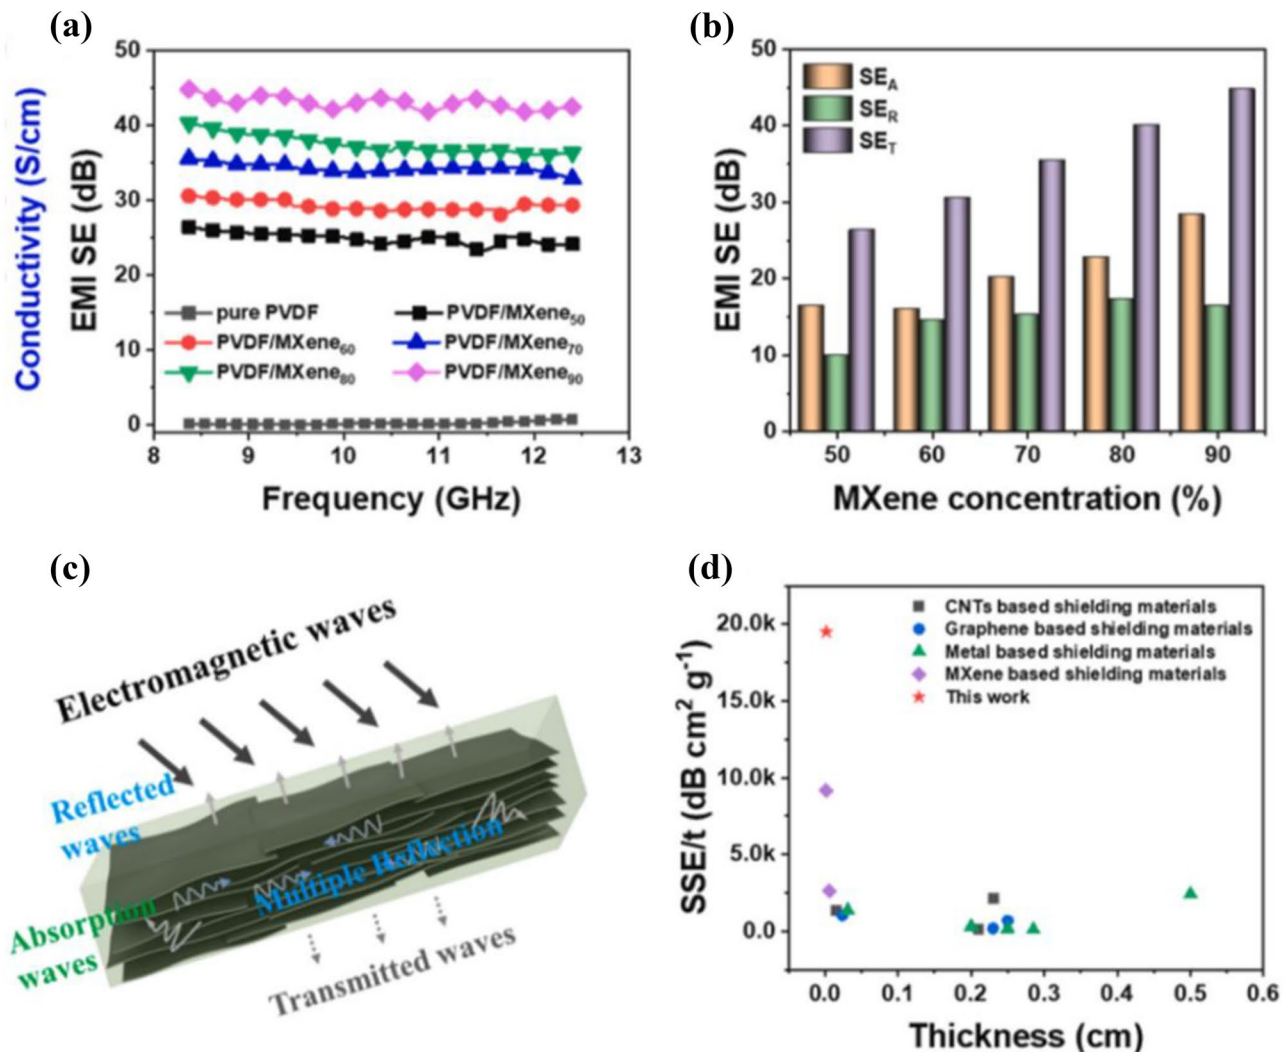 (a)
Conductivity (S/cm)
EMI SE (dB)
50
40
30
20
10
0
pure PVDF
PVDF/MXene50
PVDF/MXene60
PVDF/MXene70
PVDF/MXene80
PVDF/MXene90
8 9 10 11 12 13
Frequency (GHz)
(b)
EMI SE (dB)
50
40
30
20
10
0
SEA
SER
SET
50 60 70 80 90
MXene concentration (%)
(c)
Electromagnetic waves
Reflected
waves
Multiple Reflection
Absorption
waves
Transmitted waves
(d)
SSE/t (dB cm² g⁻¹)
20.0k
15.0k
10.0k
5.0k
0.0
CNTs based shielding materials
Graphene based shielding materials
Metal based shielding materials
MXene based shielding materials
This work
0.0 0.1 0.2 0.3 0.4 0.5 0.6
Thickness (cm)